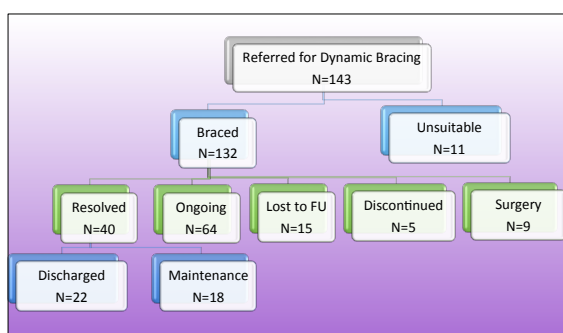 Referred for Dynamic Bracing
N=143
Braced
N=132
Unsuitable
N=11
Resolved
N=40
Ongoing
N=64
Lost to FU
N=15
Discontinued
N=5
Surgery
N=9
Discharged
N=22
Maintenance
N=18